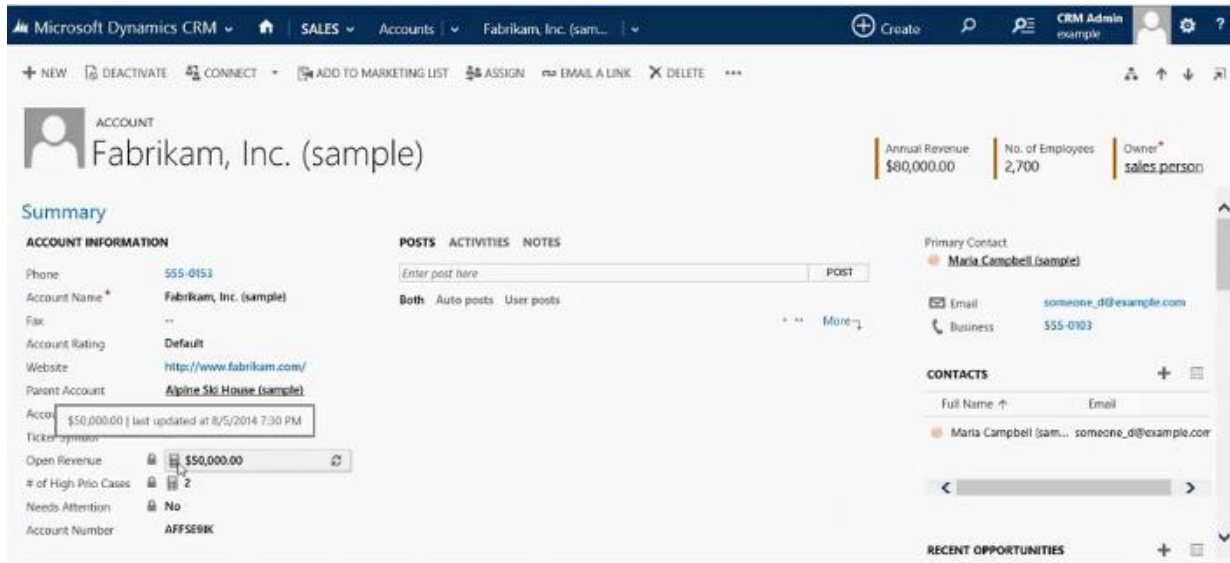 Microsoft Dynamics CRM SALES Accounts Fabrikam, Inc. (sam... Create CRM Admin
example ?
NEW DEACTIVATE CONNECT ADD TO MARKETING LIST ASSIGN EMAIL A LINK DELETE •••
ACCOUNT
Fabrikam, Inc. (sample)
Annual Revenue
$80,000.00
No. of Employees
2,700
Owner*
sales person
Summary
ACCOUNT INFORMATION
Phone 555-0153
Account Name* Fabrikam, Inc. (sample)
Fax --
Account Rating Default
Website http://www.fabrikam.com/
Parent Account Alpine Ski House (sample)
Accou
$50,000.00 | last updated at 8/5/2014 7:30 PM
Ticker Symbol
Open Revenue $50,000.00
# of High Prio Cases 2
Needs Attention No
Account Number AFFSE9IK
POSTS ACTIVITIES NOTES
Enter post here POST
Both Auto posts User posts
More
Primary Contact
Maria Campbell (sample)
Email someone_d@example.com
Business 555-0103
CONTACTS
Full Name Email
Maria Campbell (sam... someone_d@example.com
RECENT OPPORTUNITIES